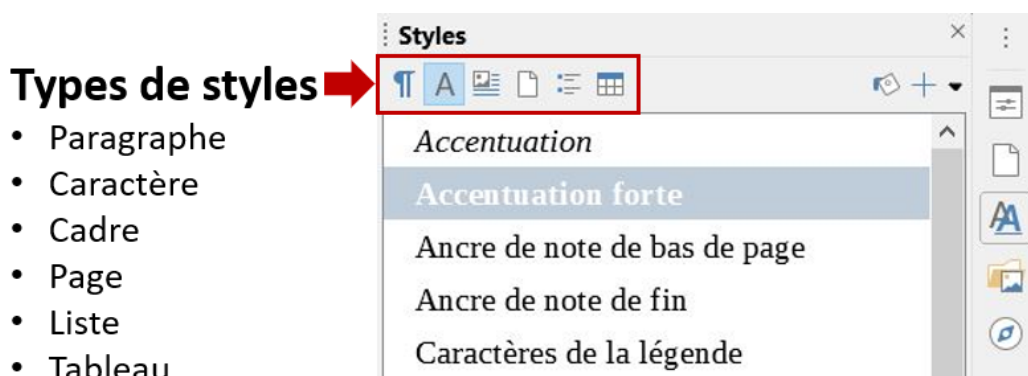 Styles
Types de styles
• Paragraphe
• Caractère
• Cadre
• Page
• Liste
• Tableau
Accentuation
Accentuation forte
Ancre de note de bas de page
Ancre de note de fin
Caractères de la légende